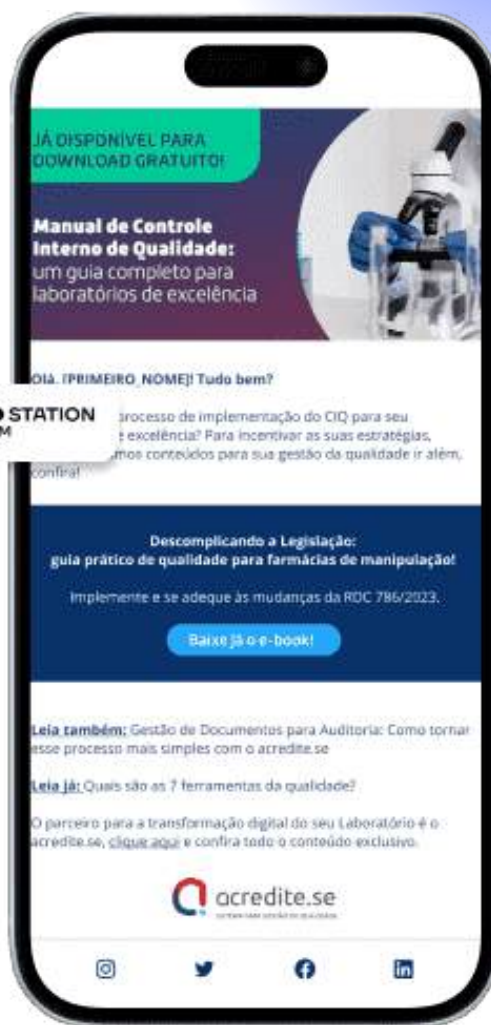 JÁ DISPONÍVEL PARA
DOWNLOAD GRATUITO!
Manual de Controle
Interno de Qualidade:
um guia completo para
laboratórios de excelência
Olá, [PRIMEIRO_NOME]! Tudo bem?
STATION
processo de implementação do CIQ para seu
e excelência? Para incentivar as suas estratégias,
mos conteúdos para sua gestão da qualidade ir além,
confira!
Descomplicando a Legislação:
guia prático de qualidade para farmácias de manipulação!
Implemente e se adeque às mudanças da RDC 786/2023.
Baixe já o e-book!
Leia também: Gestão de Documentos para Auditoria: Como tornar
esse processo mais simples com o acredite.se
Leia já: Quais são as 7 ferramentas da qualidade?
O parceiro para a transformação digital do seu Laboratório é o
acredite.se, clique aqui e confira todo o conteúdo exclusivo.
acredite.se